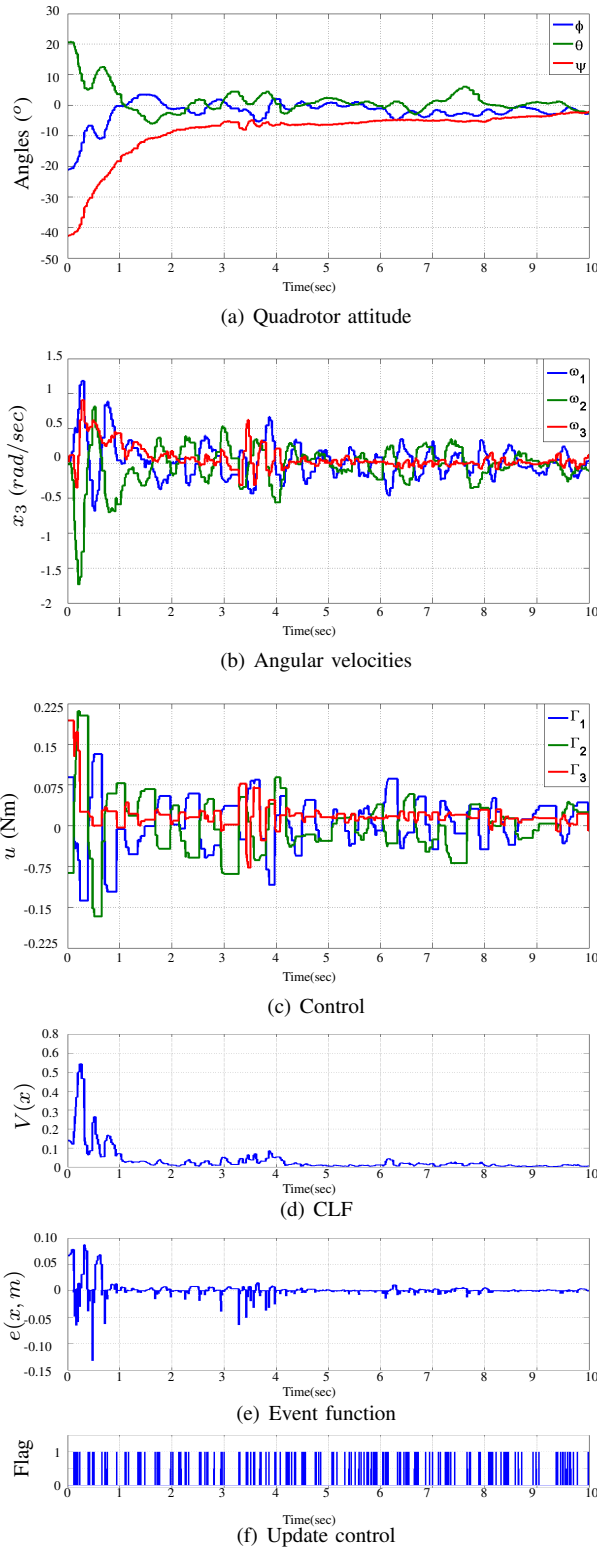 30
20
10
0
-10
-20
-30
-40
50
Angles (°)
ϕ
θ
ψ
0 1 2 3 4 5 6 7 8 9 10
Time(sec)
(a) Quadrotor attitude
1.5
1
0.5
0
-0.5
-1
-1.5
-2
x3 (rad/sec)
ω1
ω2
ω3
0 1 2 3 4 5 6 7 8 9 10
Time(sec)
(b) Angular velocities
0.225
0.15
0.075
0
-0.75
-0.15
-0.225
u (Nm)
Γ1
Γ2
Γ3
0 1 2 3 4 5 6 7 8 9 10
Time(sec)
(c) Control
0.8
0.6
0.4
0.3
0.2
0.1
0
V(x)
0 1 2 3 4 5 6 7 8 9 10
Time(sec)
(d) CLF
0.10
0.05
0
-0.05
-0.10
-0.15
e(x, m)
0 1 2 3 4 5 6 7 8 9 10
Time(sec)
(e) Event function
1
0
Flag
0 1 2 3 4 5 6 7 8 9 10
Time(sec)
(f) Update control